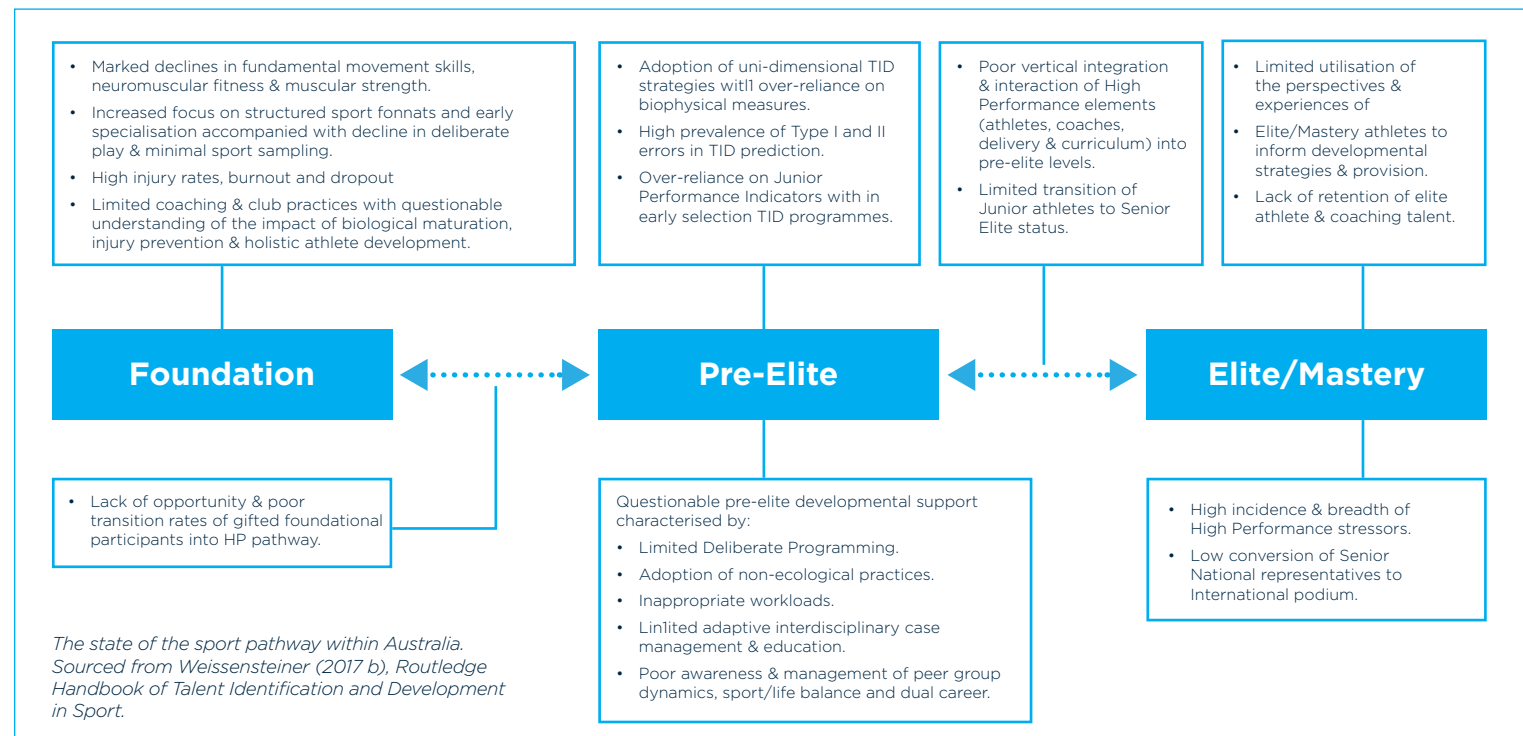 • Marked declines in fundamental movement skills,
neuromuscular fitness & muscular strength.
• Increased focus on structured sport fonnats and early
specialisation accompanied with decline in deliberate
play & minimal sport sampling.
• High injury rates, burnout and dropout
• Limited coaching & club practices with questionable
understanding of the impact of biological maturation,
injury prevention & holistic athlete development.
• Adoption of uni-dimensional TID
strategies witl1 over-reliance on
biophysical measures.
• High prevalence of Type I and II
errors in TID prediction.
• Over-reliance on Junior
Performance Indicators with in
early selection TID programmes.
• Poor vertical integration
& interaction of High
Performance elements
(athletes, coaches,
delivery & curriculum) into
pre-elite levels.
• Limited transition of
Junior athletes to Senior
Elite status.
• Limited utilisation of
the perspectives &
experiences of
• Elite/Mastery athletes to
inform developmental
strategies & provision.
• Lack of retention of elite
athlete & coaching talent.
Foundation
Pre-Elite
Elite/Mastery
• Lack of opportunity & poor
transition rates of gifted foundational
participants into HP pathway.
Questionable pre-elite developmental support
characterised by:
• Limited Deliberate Programming.
• Adoption of non-ecological practices.
• Inappropriate workloads.
• Lin1ited adaptive interdisciplinary case
management & education.
• Poor awareness & management of peer group
dynamics, sport/life balance and dual career.
• High incidence & breadth of
High Performance stressors.
• Low conversion of Senior
National representatives to
International podium.
The state of the sport pathway within Australia.
Sourced from Weissensteiner (2017 b), Routledge
Handbook of Talent Identification and Development
in Sport.